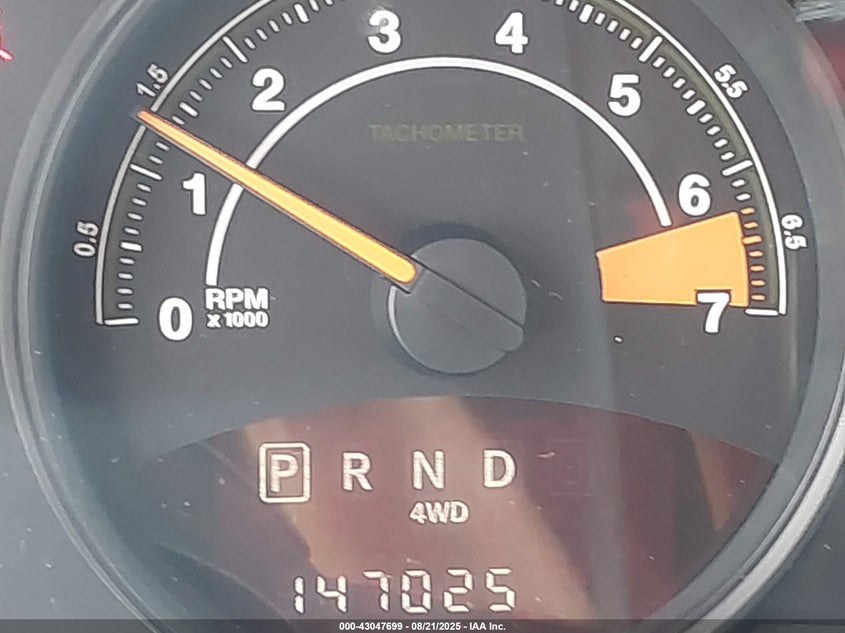 3 4
1.5 2 5 5.5
TACHOMETER
1 6
0.5 6.5
0 RPM 7
x 1000
P R N D
4WD
147025
000-43047699 - 08/21/2025 - IAA Inc.